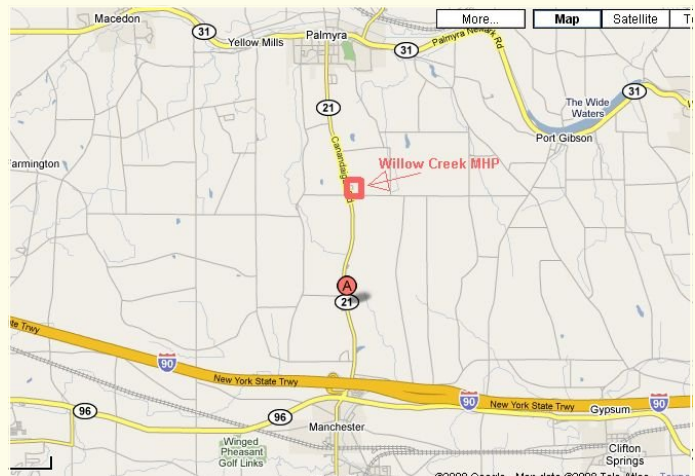 More...
Map
Satellite
Macedon
Yellow Mills
Palmyra
31
31
31
Palmyra Newark Rd
21
The Wide
Waters
Port Gibson
armington
Willow Creek MHP
A
21
te Trwy
90
New York State Trwy
96
96
90
New York State Trwy
90
Gypsum
Manchester
Winged
Pheasant
Golf Links
Clifton
Springs